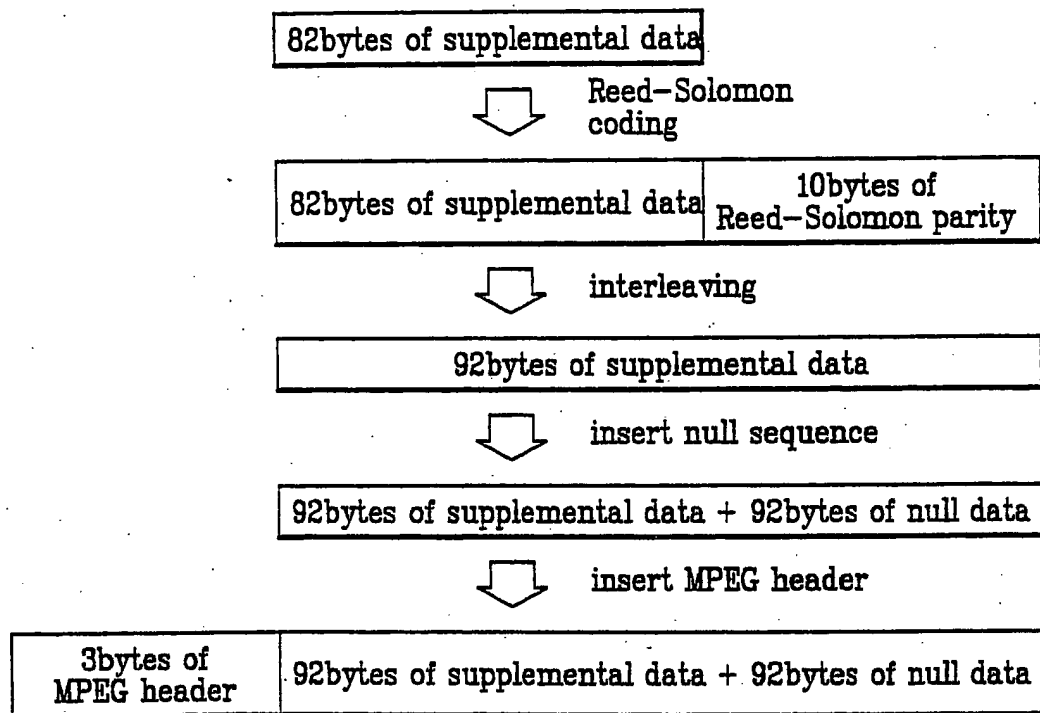 82bytes of supplemental data
Reed-Solomon
coding
82bytes of supplemental data
10bytes of
Reed-Solomon parity
interleaving
92bytes of supplemental data
insert null sequence
92bytes of supplemental data + 92bytes of null data
insert MPEG header
3bytes of
MPEG header
92bytes of supplemental data + 92bytes of null data